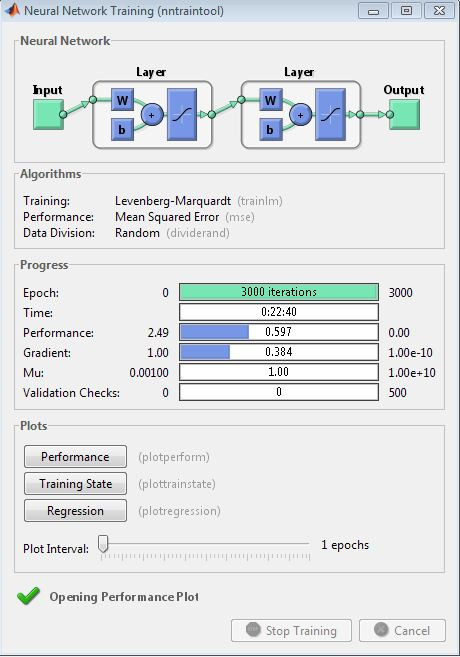 Neural Network Training (nntraintool)
Neural Network
Layer Layer
Input Output
W W
+ +
b b
Algorithms
Training: Levenberg-Marquardt (trainlm)
Performance: Mean Squared Error (mse)
Data Division: Random (dividerand)
Progress
Epoch: 0 3000 iterations 3000
Time: 0:22:40
Performance: 2.49 0.597 0.00
Gradient: 1.00 0.384 1.00e-10
Mu: 0.00100 1.00 1.00e+10
Validation Checks: 0 0 500
Plots
Performance (plotperform)
Training State (plottrainstate)
Regression (plotregression)
Plot Interval: 1 epochs
Opening Performance Plot
Stop Training Cancel